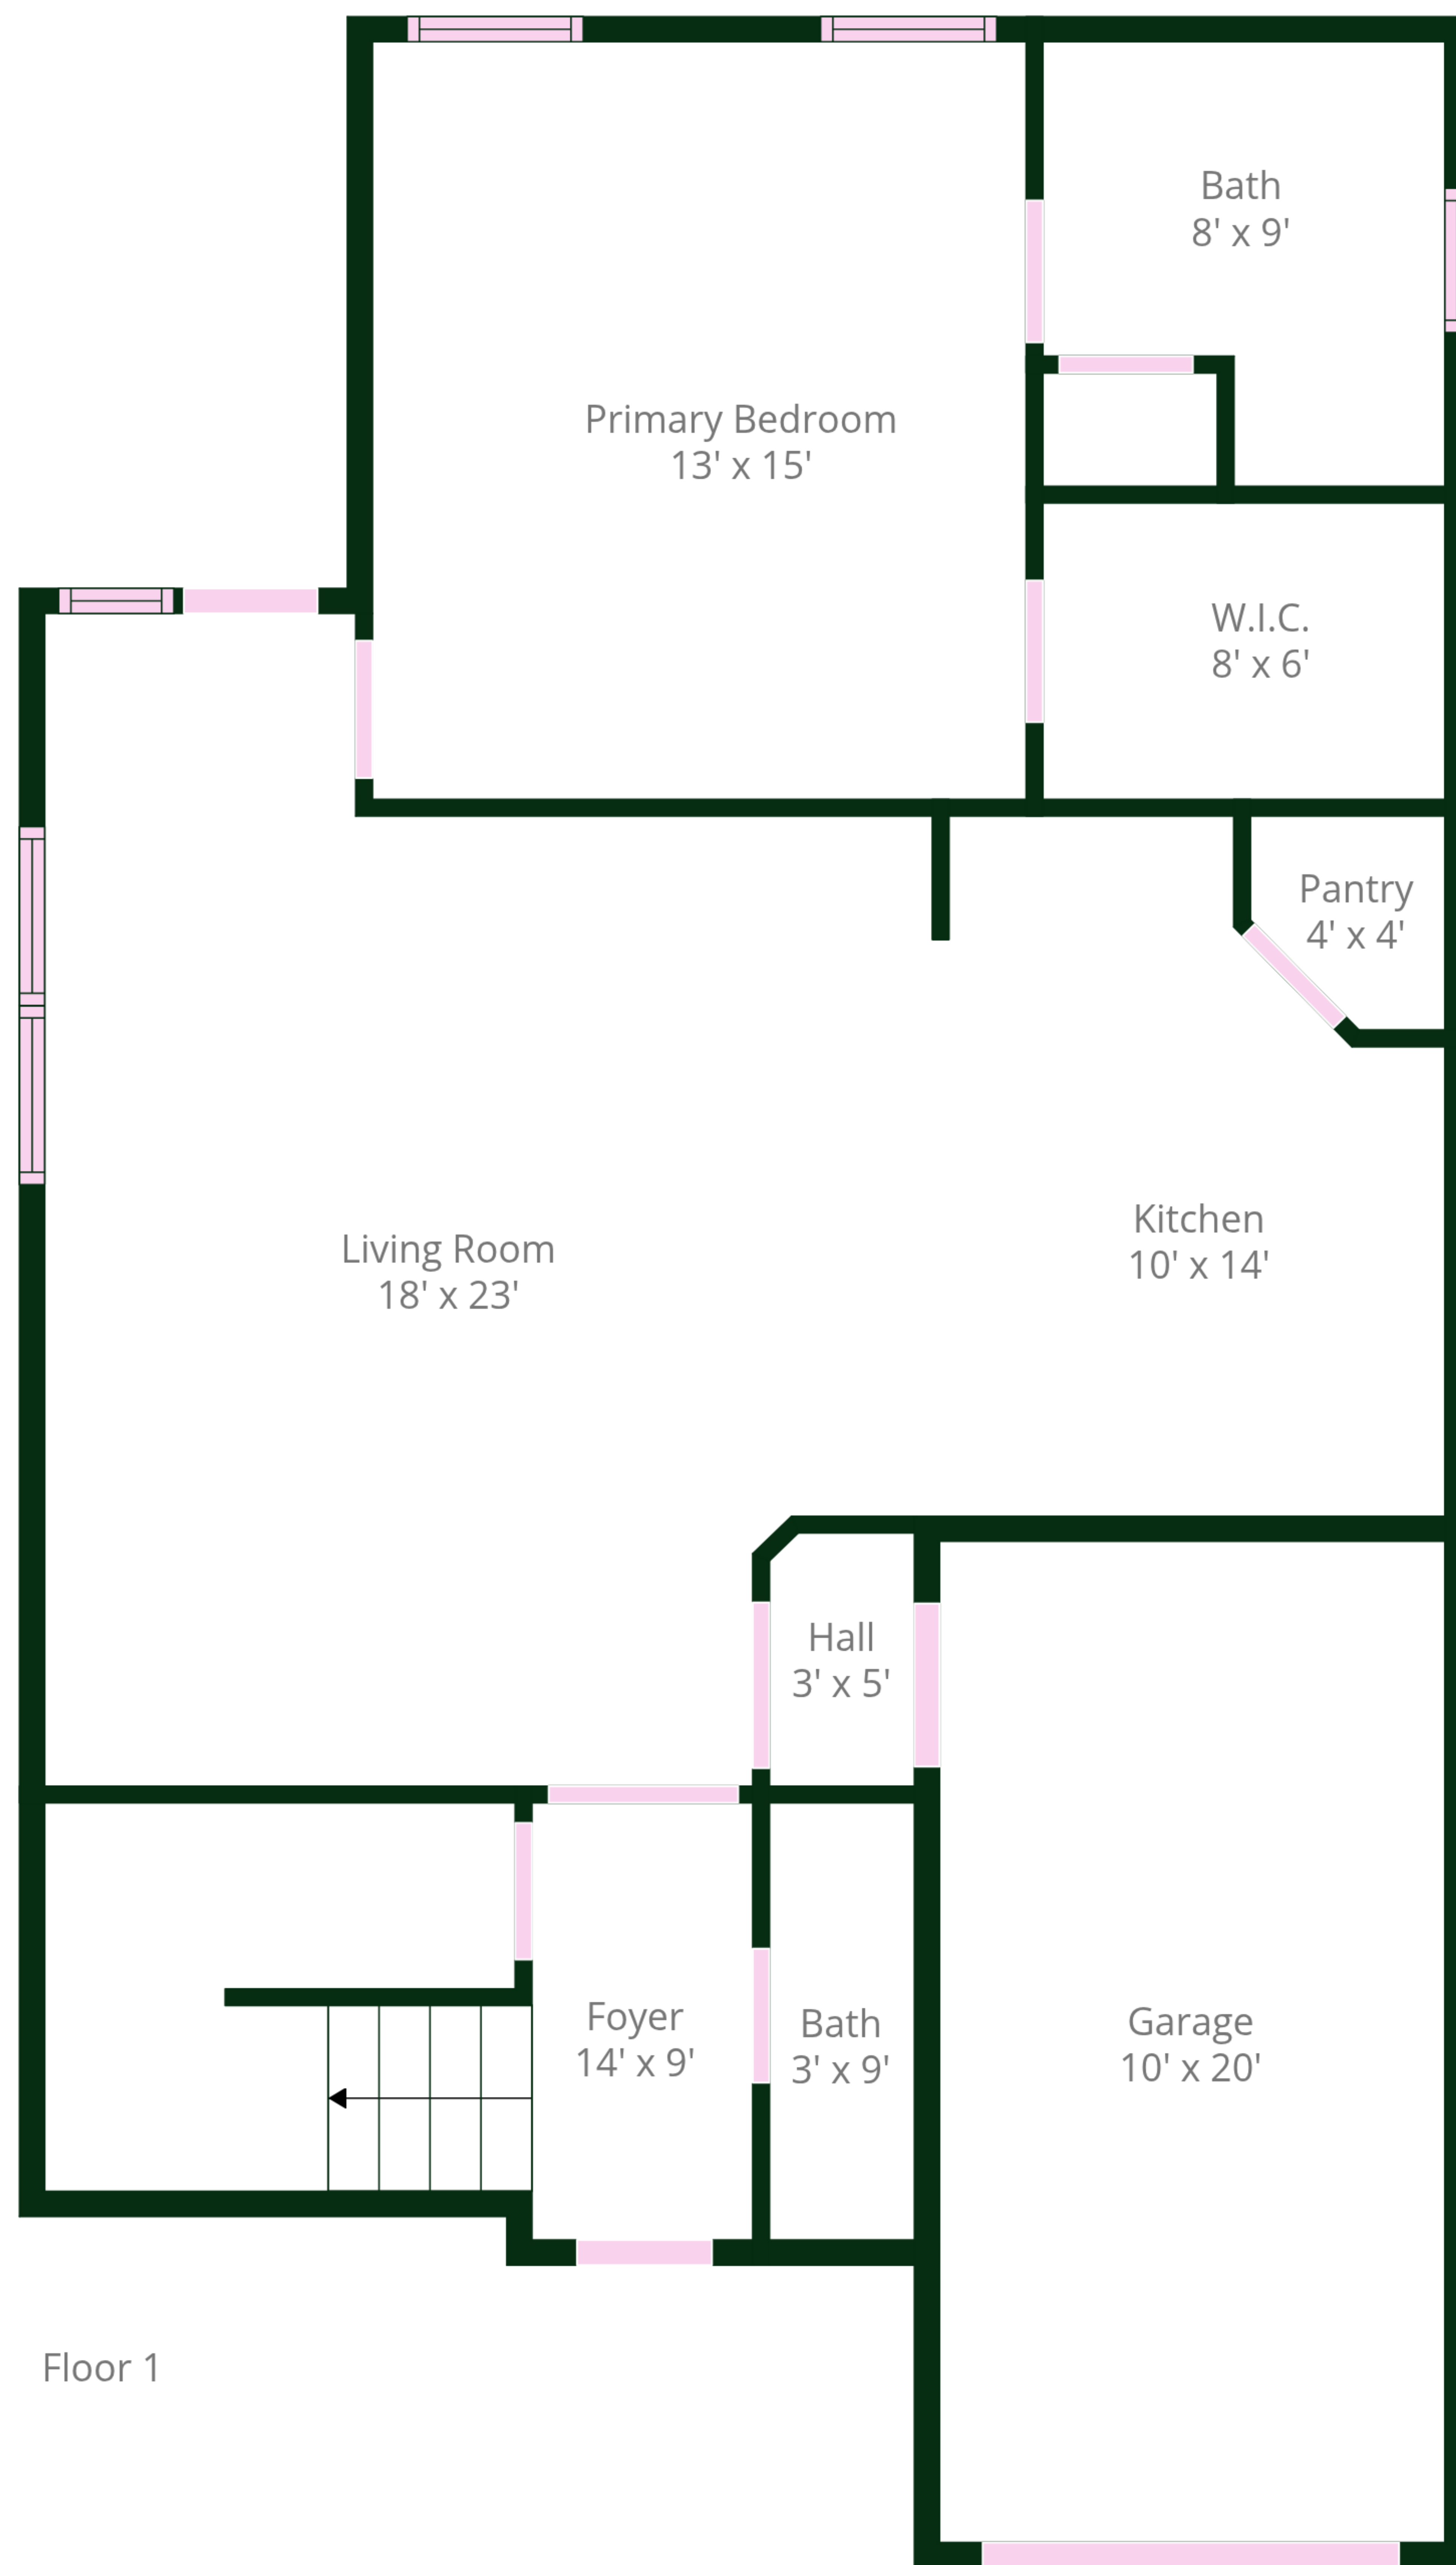 Bath
8' x 9'
Primary Bedroom
13' x 15'
W.I.C.
8' x 6'
Pantry
4' x 4'
Kitchen
10' x 14'
Living Room
18' x 23'
Hall
3' x 5'
Foyer
14' x 9'
Bath
3' x 9'
Garage
10' x 20'
Floor 1